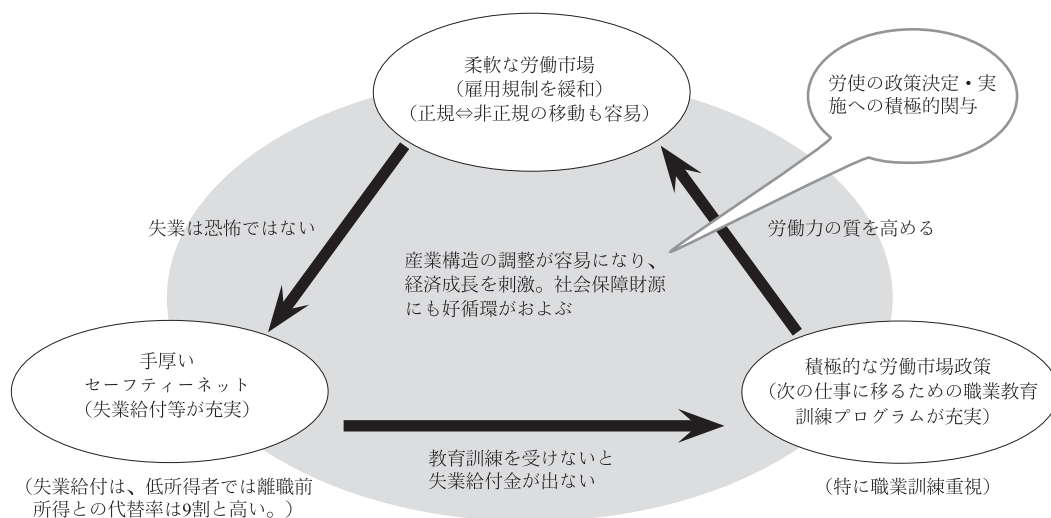 柔軟な労働市場
（雇用規制を緩和）
（正規⇔非正規の移動も容易）
労使の政策決定・実
施への積極的関与
失業は恐怖ではない
労働力の質を高める
産業構造の調整が容易になり、
経済成長を刺激。社会保障財源
にも好循環がおよぶ
手厚い
セーフティーネット
（失業給付等が充実）
積極的な労働市場政策
（次の仕事に移るための職業教育
訓練プログラムが充実）
教育訓練を受けないと
失業給付金が出ない
（失業給付は、低所得者では離職前
所得との代替率は9割と高い。）
（特に職業訓練重視）